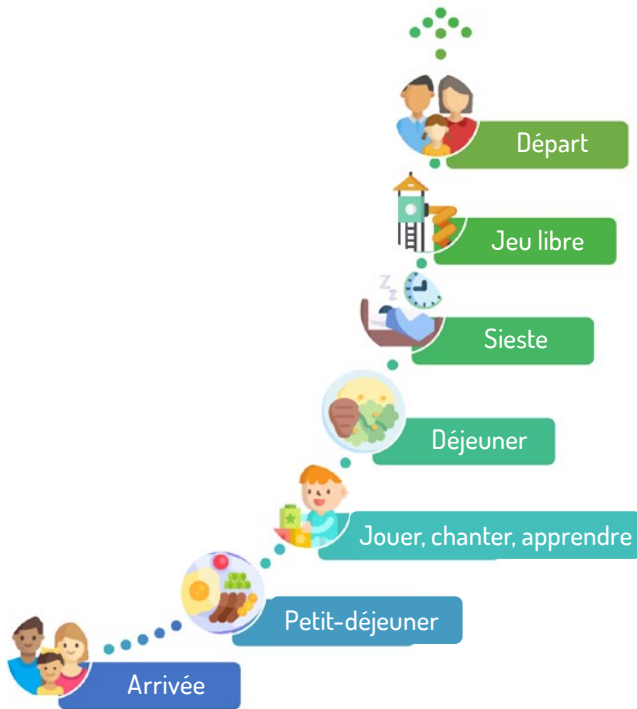 Départ
Jeu libre
Sieste
Déjeuner
Jouer, chanter, apprendre
Petit-déjeuner
Arrivée